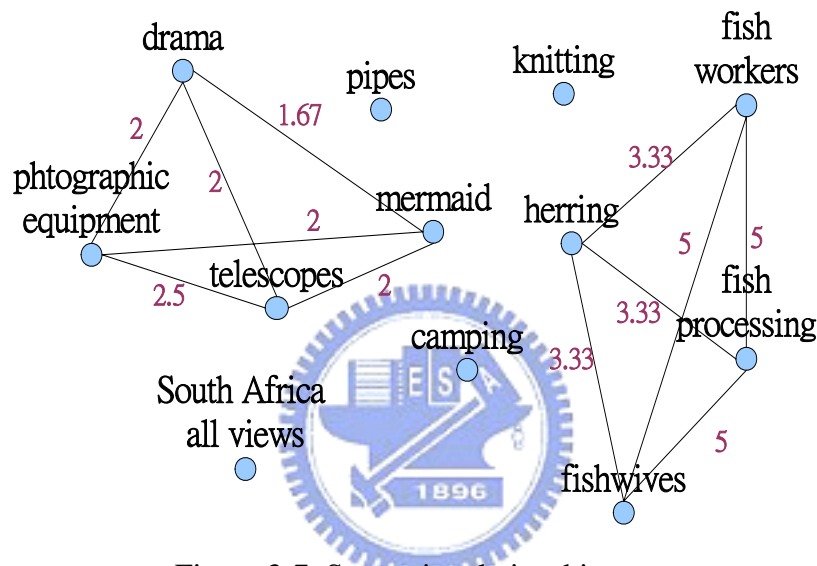 drama
pipes
knitting
fish
workers
2
1.67
3.33
phtographic
equipment
2
mermaid
herring
2
5
5
telescopes
2
2.5
fish
processing
3.33
camping
3.33
E S A
South Africa
all views
5
fishwives
1896